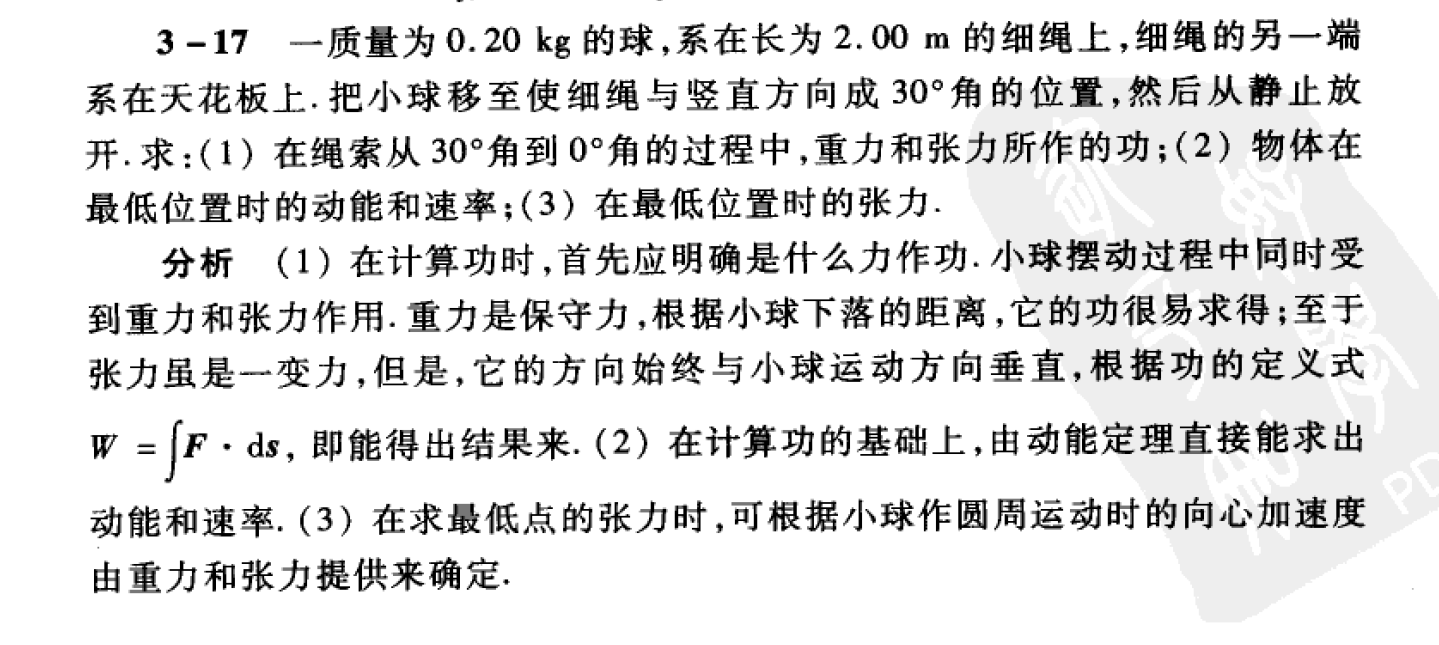 3-17 一质量为 0.20 kg 的球,系在长为 2.00 m 的细绳上,细绳的另一端
系在天花板上.把小球移至使细绳与竖直方向成 30°角的位置,然后从静止放
开.求:(1) 在绳索从 30°角到 0°角的过程中,重力和张力所作的功;(2) 物体在
最低位置时的动能和速率;(3) 在最低位置时的张力.
分析 (1) 在计算功时,首先应明确是什么力作功.小球摆动过程中同时受
到重力和张力作用.重力是保守力,根据小球下落的距离,它的功很易求得;至于
张力虽是一变力,但是,它的方向始终与小球运动方向垂直,根据功的定义式
W = ∫F · ds, 即能得出结果来.(2) 在计算功的基础上,由动能定理直接能求出
动能和速率.(3) 在求最低点的张力时,可根据小球作圆周运动时的向心加速度
由重力和张力提供来确定.
PD